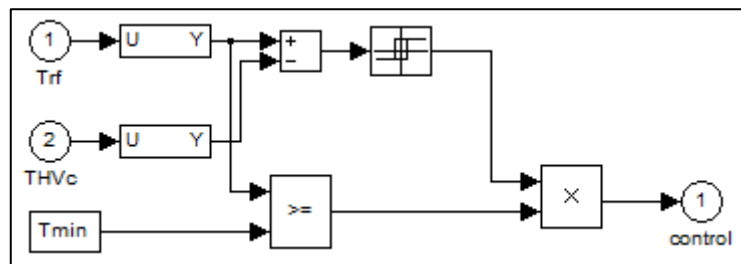 1
U Y
+
−
Trf
2
U Y
THVc
>=
×
1
Tmin
control